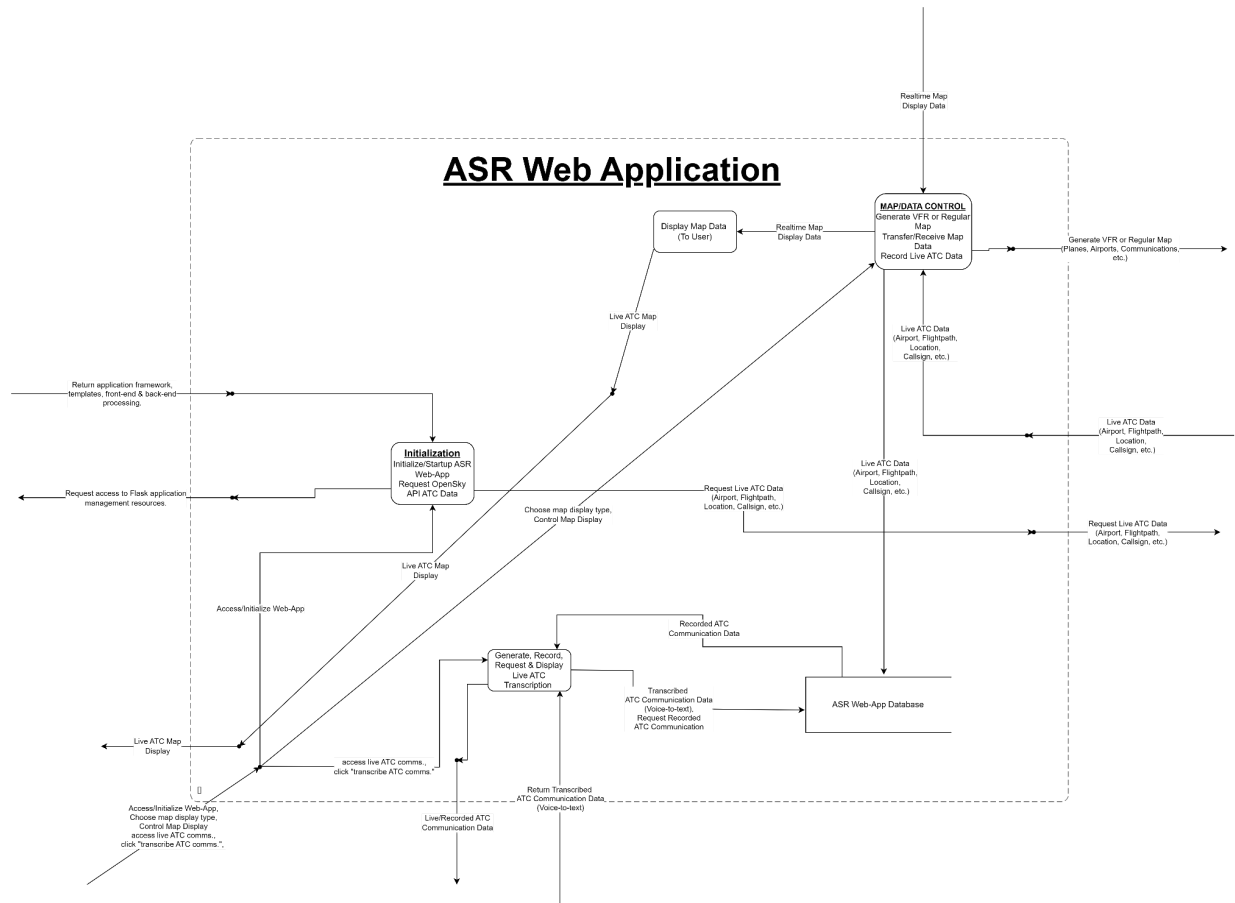 Realtime Map
Display Data
ASR Web Application
MAP/DATA CONTROL
Generate VFR or Regular
Map
Transfer/Receive Map
Data
Record Live ATC Data
Display Map Data
(To User)
Realtime Map
Display Data
Generate VFR or Regular Map
(Planes, Airports, Communications,
etc.)
Live ATC Map
Display
Live ATC Data
(Airport, Flightpath,
Location,
Callsign, etc.)
Return application framework,
templates, front-end & back-end
processing.
Live ATC Data
(Airport, Flightpath,
Location,
Callsign, etc.)
Initialization
Initialize/Startup ASR
Web-App
Request OpenSky
API ATC Data
Live ATC Data
(Airport, Flightpath,
Location,
Callsign, etc.)
Request access to Flask application
management resources.
Request Live ATC Data
(Airport, Flightpath,
Location, Callsign, etc.)
Choose map display type,
Control Map Display
Request Live ATC Data
(Airport, Flightpath,
Location, Callsign, etc.)
Live ATC Map
Display
Access/Initialize Web-App
Recorded ATC
Communication Data
Generate, Record,
Request & Display
Live ATC
Transcription
Transcribed
ATC Communication Data
(Voice-to-text),
Request Recorded
ATC Communication
ASR Web-App Database
Live ATC Map
Display
access live ATC comms.,
click "transcribe ATC comms."
[]
Return Transcribed
ATC Communication Data
(Voice-to-text)
Access/Initialize Web-App,
Choose map display type,
Control Map Display
access live ATC comms.,
click "transcribe ATC comms.",
Live/Recorded ATC
Communication Data